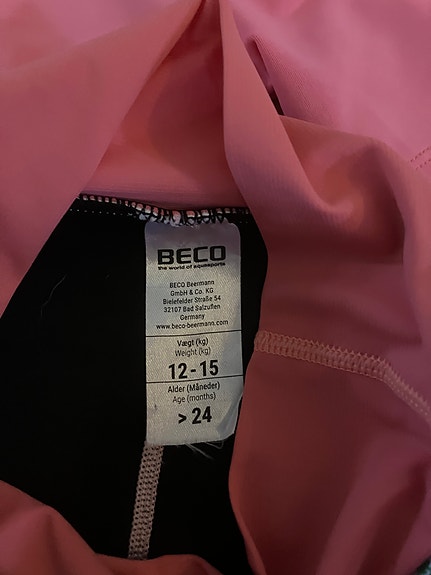 BECO
the world of aquasports
BECO Beermann
GmbH & Co. KG
Bielefelder Straße 54
32107 Bad Salzuflen
Germany
www.beco-beermann.com
Vægt (kg)
Weight (kg)
12 - 15
Alder (Måneder)
Age (months)
> 24